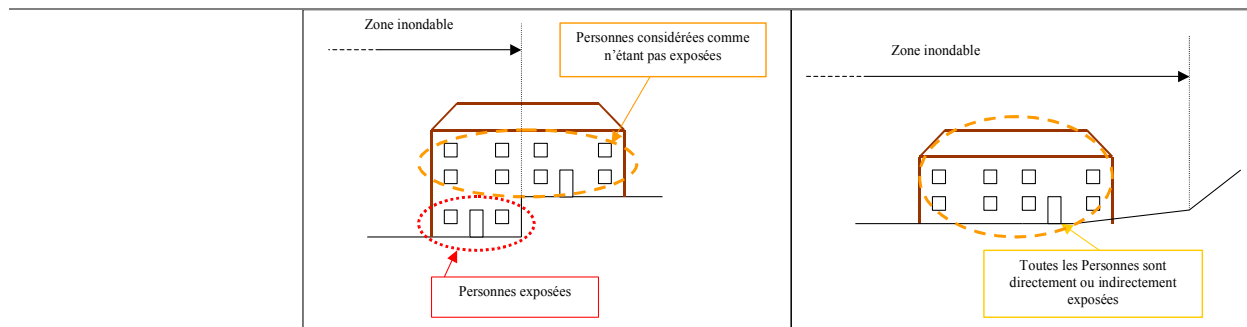 Zone inondable
Personnes considérées comme
n'étant pas exposées
Personnes exposées
Zone inondable
Toutes les Personnes sont
directement ou indirectement
exposées